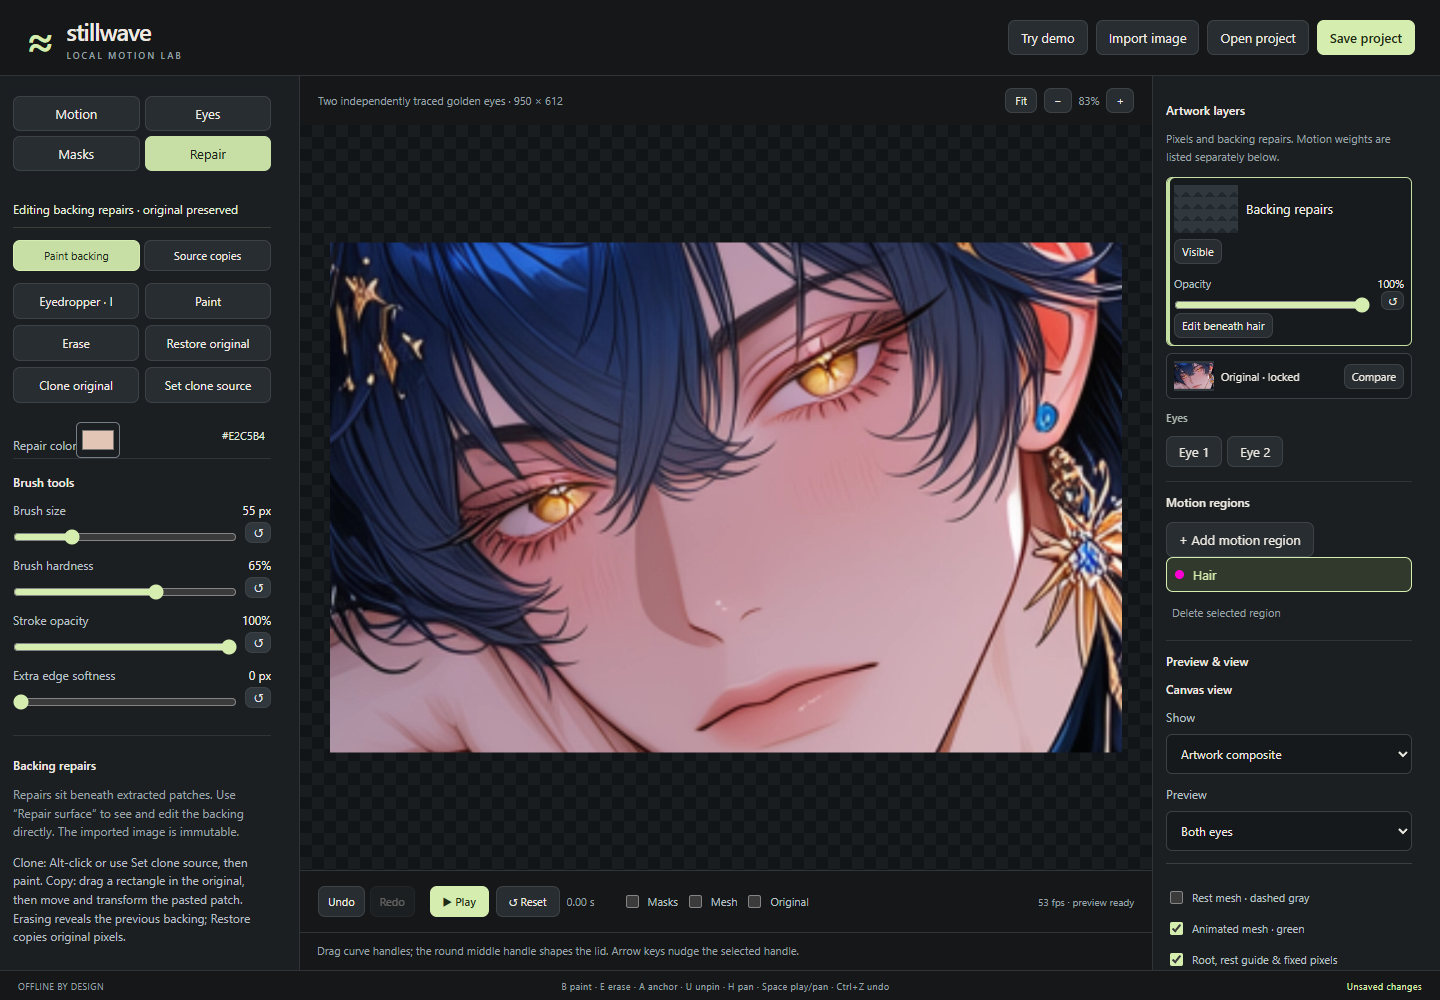 stillwave
LOCAL MOTION LAB
Try demo
Import image
Open project
Save project
Motion
Eyes
Masks
Repair
Editing backing repairs · original preserved
Paint backing
Source copies
Eyedropper · I
Paint
Erase
Restore original
Clone original
Set clone source
Repair color
#E2C5B4
Brush tools
Brush size
55 px
Brush hardness
65%
Stroke opacity
100%
Extra edge softness
0 px
Backing repairs
Repairs sit beneath extracted patches. Use
“Repair surface” to see and edit the backing
directly. The imported image is immutable.
Clone: Alt-click or use Set clone source, then
paint. Copy: drag a rectangle in the original,
then move and transform the pasted patch.
Erasing reveals the previous backing; Restore
copies original pixels.
Two independently traced golden eyes · 950 × 612
Fit
−
83%
+
Undo
Redo
▶ Play
↺ Reset
0.00 s
Masks
Mesh
Original
53 fps · preview ready
Drag curve handles; the round middle handle shapes the lid. Arrow keys nudge the selected handle.
Artwork layers
Pixels and backing repairs. Motion weights are
listed separately below.
Backing repairs
Visible
Opacity
100%
↺
Edit beneath hair
Original · locked
Compare
Eyes
Eye 1
Eye 2
Motion regions
+ Add motion region
Hair
Delete selected region
Preview & view
Canvas view
Show
Artwork composite
Preview
Both eyes
Rest mesh · dashed gray
Animated mesh · green
Root, rest guide & fixed pixels
OFFLINE BY DESIGN
B paint · E erase · A anchor · U unpin · H pan · Space play/pan · Ctrl+Z undo
Unsaved changes